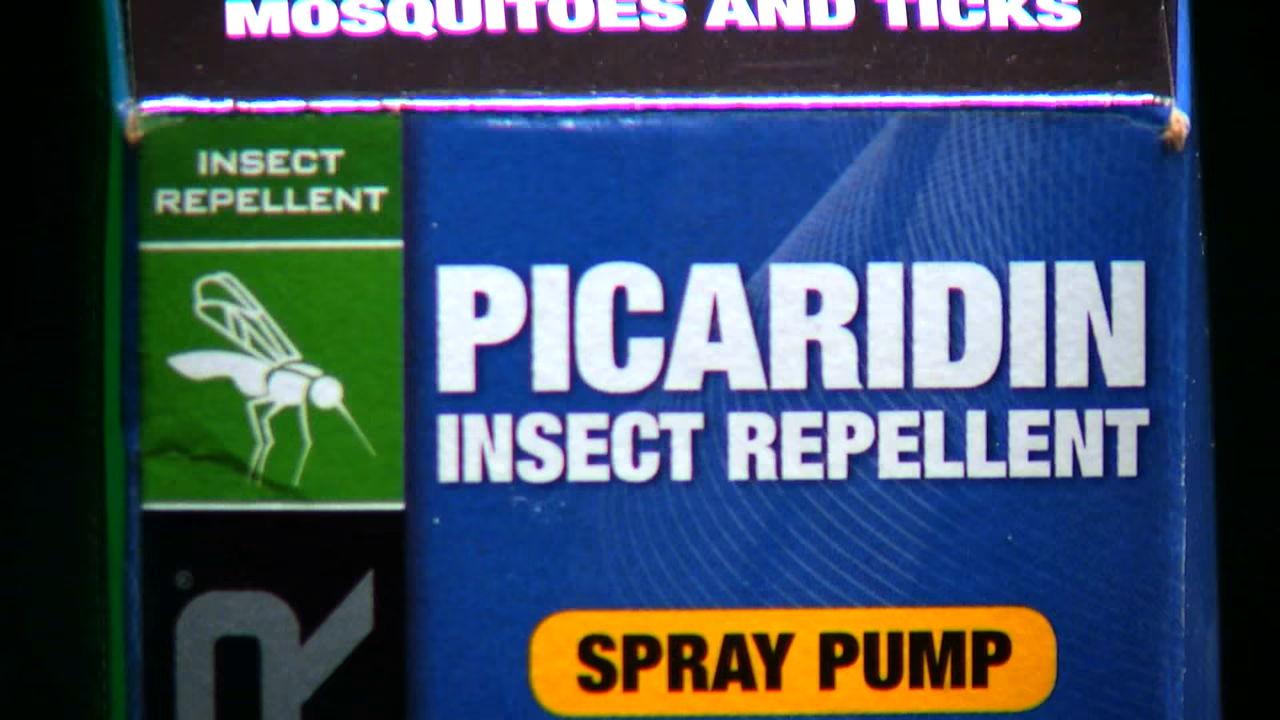 MOSQUITOES AND TICKS
INSECT
REPELLENT
PICARIDIN
INSECT REPELLENT
SPRAY PUMP